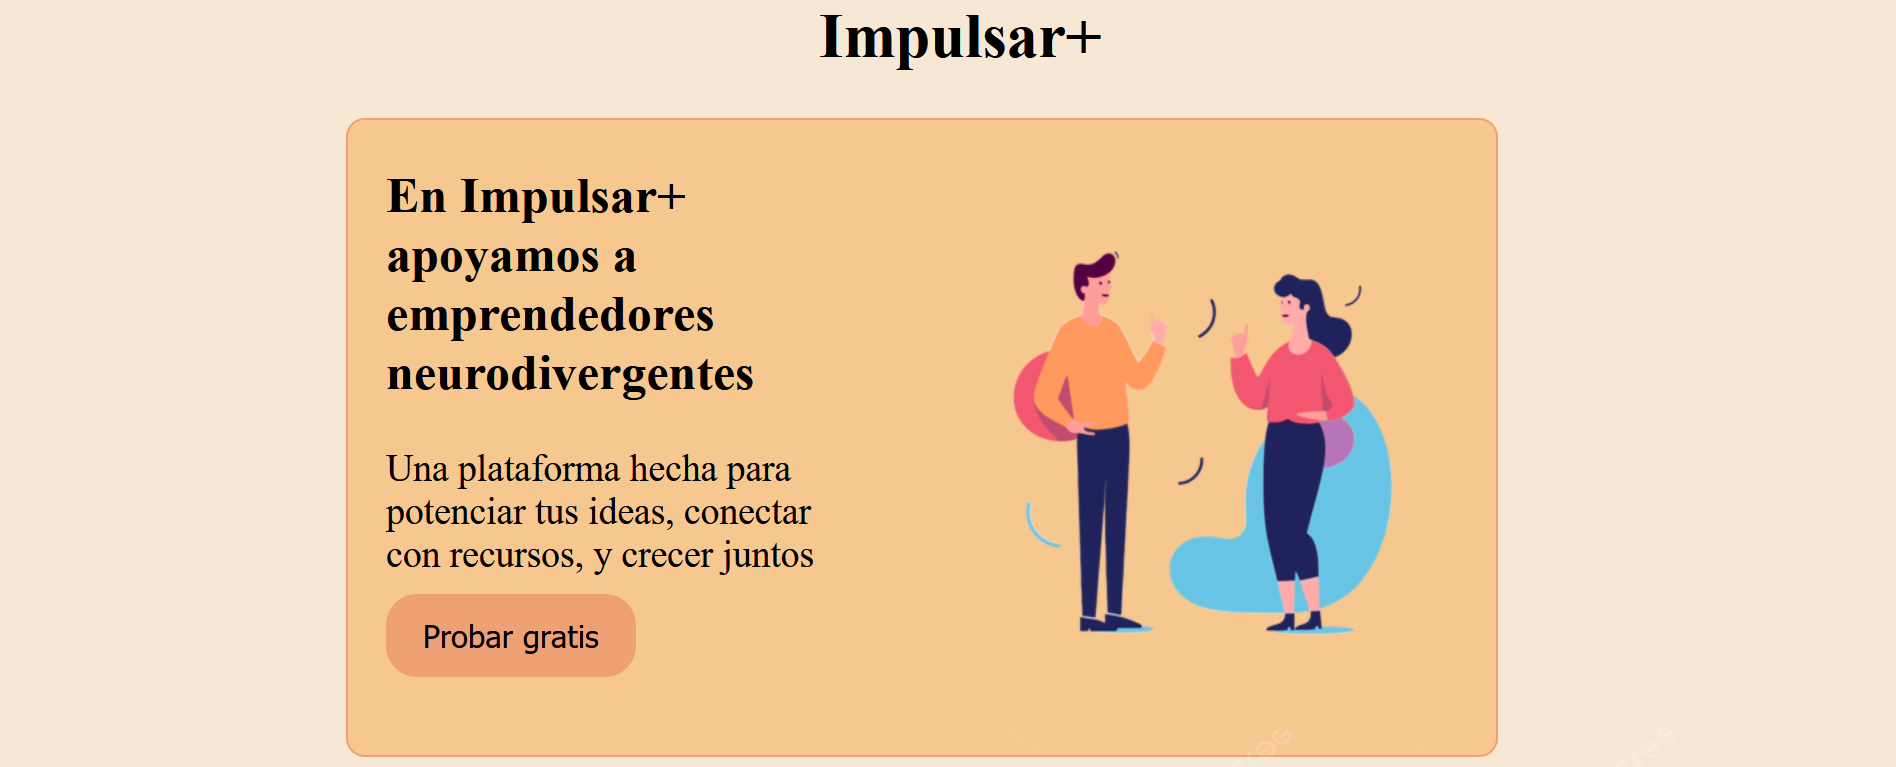 Impulsar+
En Impulsar+
apoyamos a
emprendedores
neurodivergentes
Una plataforma hecha para
potenciar tus ideas, conectar
con recursos, y crecer juntos
Probar gratis